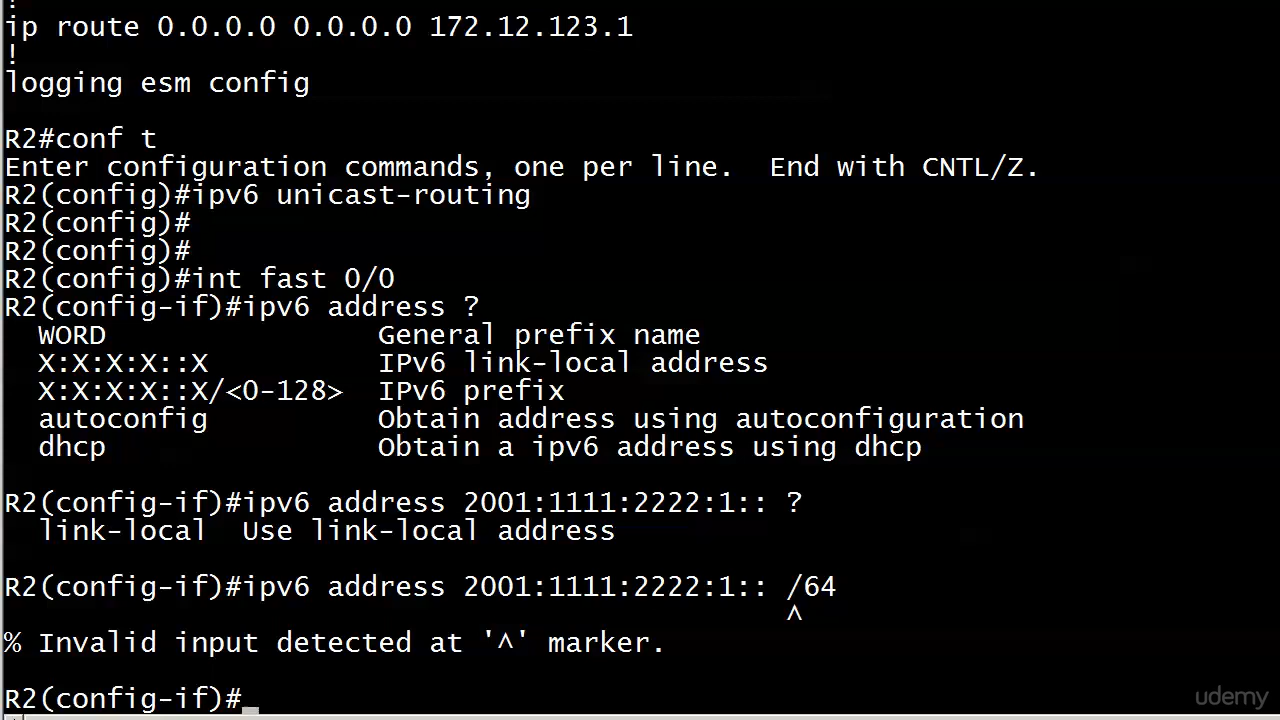 !
ip route 0.0.0.0 0.0.0.0 172.12.123.1
!
logging esm config
R2#conf t
Enter configuration commands, one per line.  End with CNTL/Z.
R2(config)#ipv6 unicast-routing
R2(config)#
R2(config)#
R2(config)#int fast 0/0
R2(config-if)#ipv6 address ?
  WORD                General prefix name
  X:X:X:X::X          IPv6 link-local address
  X:X:X:X::X/<0-128>  IPv6 prefix
  autoconfig          Obtain address using autoconfiguration
  dhcp                Obtain a ipv6 address using dhcp
R2(config-if)#ipv6 address 2001:1111:2222:1:: ?
  link-local  Use link-local address
R2(config-if)#ipv6 address 2001:1111:2222:1:: /64
                                              ^
% Invalid input detected at '^' marker.
R2(config-if)#
udemy